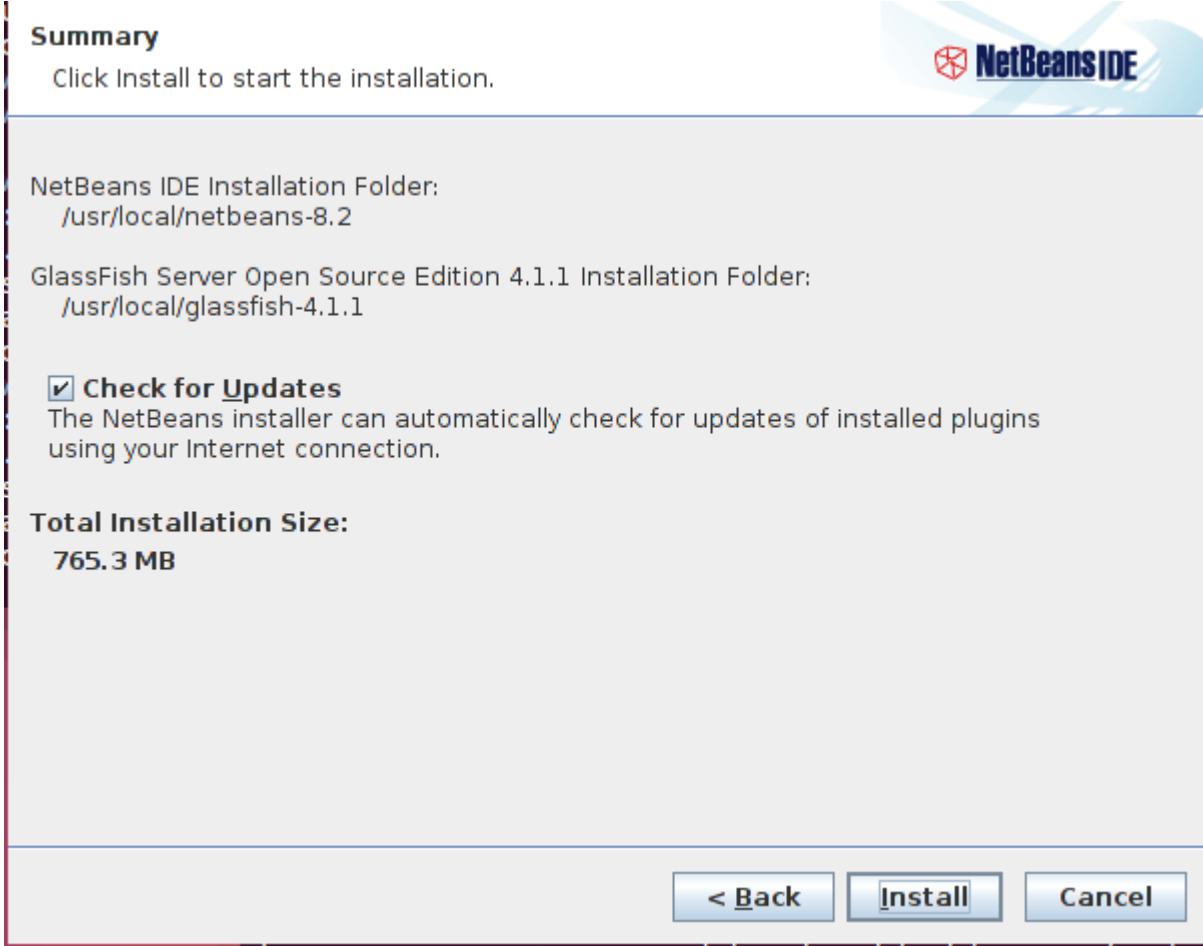 Summary
Click Install to start the installation.
NetBeans IDE
NetBeans IDE Installation Folder:
/usr/local/netbeans-8.2
GlassFish Server Open Source Edition 4.1.1 Installation Folder:
/usr/local/glassfish-4.1.1
Check for Updates
The NetBeans installer can automatically check for updates of installed plugins
using your Internet connection.
Total Installation Size:
765.3 MB
< Back Install Cancel